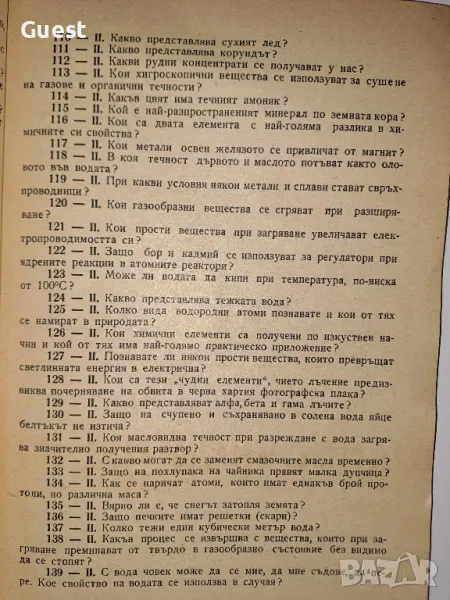 Guest
110 — II. Какво представлява сухият лед?
111 — II. Какво представлява корундът?
112 — II. Какви рудни концентрати се получават у нас?
113 — II. Кои хигроскопични вещества се използуват за сушене
на газове и органични течности?
114 — II. Какъв цвят има течният амоняк?
115 — II. Кой е най-разпространеният минерал по земната кора?
116 — II. Кои са двата елемента с най-голяма разлика в хи-
мичните си свойства?
117 — II. Кои метали освен желязото се привличат от магнит?
118 — II. В коя течност дървото и маслото потъват като оло-
вото във водата?
119 — II. При какви условия някои метали и сплави стават свръх-
проводници?
120 — II. Кои газообразни вещества се сгряват при разширя-
ване?
121 — II. Кои прости вещества при загряване увеличават елек-
тропроводимостта си?
122 — II. Защо бор и кадмий се използуват за регулатори при
ядрените реакции в атомните реактори?
123 — II. Може ли водата да кипи при температура, по-ниска
от 100°С?
124 — II. Какво представлява тежката вода?
125 — II. Колко вида водородни атоми познавате и кои от тях
се намират в природата?
126 — II. Кои химични елементи са получени по изкуствен на-
чин и кой от тях има най-голямо практическо приложение?
127 — II. Познавате ли някои прости вещества, които превръщат
светлинната енергия в електрична?
128 — II. Кои са тези „чудни елементи“, чието лъчение предиз-
виква почерняване на обвита в черна хартия фотографска плака?
129 — II. Какво представляват алфа, бета и гама лъчите?
130 — II. Защо на счупено и съхранявано в солена вода яйце
белтъкът не изтича?
131 — II. Коя масловидна течност при разреждане с вода загря-
ва значително получения разтвор?
132 — II. С какво могат да се заменят смазочните масла временно?
133 — II. Защо на похлупака на чайника правят малка дупчица?
134 — II. Как се наричат атоми, които имат еднакъв брой про-
тони, но различна маса?
135 — II. Вярно ли е, че снегът затопля земята?
136 — II. Защо печките имат решетки (скари)?
137 — II. Колко тежи един кубически метър вода?
138 — II. Какъв процес се извършва с вещества, които при за-
гряване преминават от твърдо в газообразно състояние без видимо
да се стопят?
139 — II. С вода човек може да се мие, да мие съдове, да пе-
ре. Кое свойство на водата се използва в случая?
BAZAR